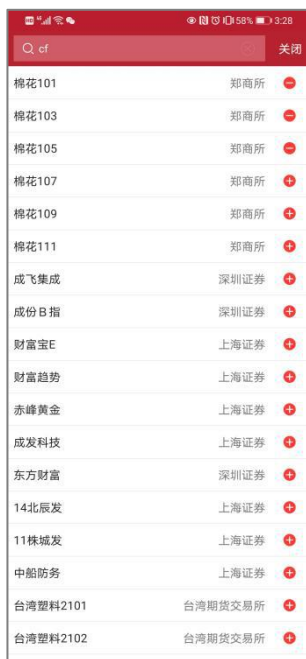 58% 3:28
cf 关闭
棉花101 郑商所
棉花103 郑商所
棉花105 郑商所
棉花107 郑商所
棉花109 郑商所
棉花111 郑商所
成飞集成 深圳证券
成份B指 深圳证券
财富宝E 上海证券
财富趋势 上海证券
赤峰黄金 上海证券
成发科技 上海证券
东方财富 深圳证券
14北辰发 上海证券
11株城发 上海证券
中船防务 上海证券
台湾塑料2101 台湾期货交易所
台湾塑料2102 台湾期货交易所